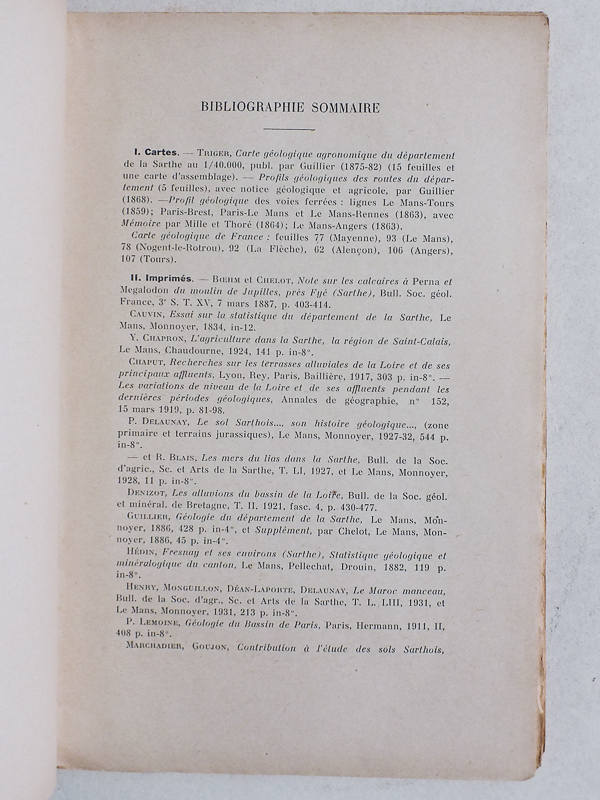 BIBLIOGRAPHIE SOMMAIRE
I. Cartes. — TRIGER, Carte géologique agronomique du département
de la Sarthe au 1/40.000, publ. par Guillier (1875-82) (15 feuilles et
une carte d'assemblage). — Profils géologiques des routes du dépar-
tement (5 feuilles), avec notice géologique et agricole, par Guillier
(1868). —Profil géologique des voies ferrées : lignes Le Mans-Tours
(1859); Paris-Brest, Paris-Le Mans et Le Mans-Rennes (1863), avec
Mémoire par Mille et Thoré (1864); Le Mans-Angers (1863).
Carte géologique de France : feuilles 77 (Mayenne), 93 (Le Mans),
78 (Nogent-le-Rotrou), 92 (La Flèche), 62 (Alençon), 106 (Angers),
107 (Tours).
II. Imprimés. — BŒHM et CHELOT, Note sur les calcaires à Perna et
Megalodon du moulin de Jupilles, près Fyé (Sarthe), Bull. Soc. géol.
France, 3e S. T. XV, 7 mars 1887, p. 403-414.
CAUVIN, Essai sur la statistique du département de la Sarthe, Le
Mans, Monnoyer, 1834, in-12.
Y. CHAPRON, L'agriculture dans la Sarthe, la région de Saint-Calais,
Le Mans, Chaudourne, 1924, 141 p. in-8°.
CHAPUT, Recherches sur les terrasses alluviales de la Loire et de ses
principaux affluents, Lyon, Rey, Paris, Baillière, 1917, 303 p. in-8°. —
Les variations de niveau de la Loire et de ses affluents pendant les
dernières périodes géologiques, Annales de géographie, n° 152,
15 mars 1919, p. 81-98.
P. DELAUNAY, Le sol Sarthois..., son histoire géologique..., (zone
primaire et terrains jurassiques), Le Mans, Monnoyer, 1927-32, 544 p.
in-8°.
— et R. BLAIS, Les mers du lias dans la Sarthe, Bull. de la Soc.
d'agric., Sc. et Arts de la Sarthe, T. LI, 1927, et Le Mans, Monnoyer,
1928, 11 p. in-8°.
DENIZOT, Les alluvions du bassin de la Loire, Bull. de la Soc. géol.
et minéral. de Bretagne, T. II. 1921, fasc. 4, p. 430-477.
GUILLIER, Géologie du département de la Sarthe, Le Mans, Mon-
noyer, 1886, 428 p. in-4°, et Supplément, par Chelot, Le Mans, Mon-
noyer, 1886, 45 p. in-4°.
HÉDIN, Fresnay et ses environs (Sarthe), Statistique géologique et
minéralogique du canton, Le Mans, Pellechat, Drouin, 1882, 119 p.
in-8°.
HENRY, MONGUILLON, DÉAN-LAPORTE, DELAUNAY, Le Maroc manceau,
Bull. de la Soc. d'agr., Sc. et Arts de la Sarthe, T. L. LIII, 1931, et
Le Mans, Monnoyer, 1931, 213 p. in-8°.
P. LEMOINE, Géologie du Bassin de Paris, Paris, Hermann, 1911, II,
408 p. in-8°.
MARCHADIER, GOUJON, Contribution à l'étude des sols Sarthois,